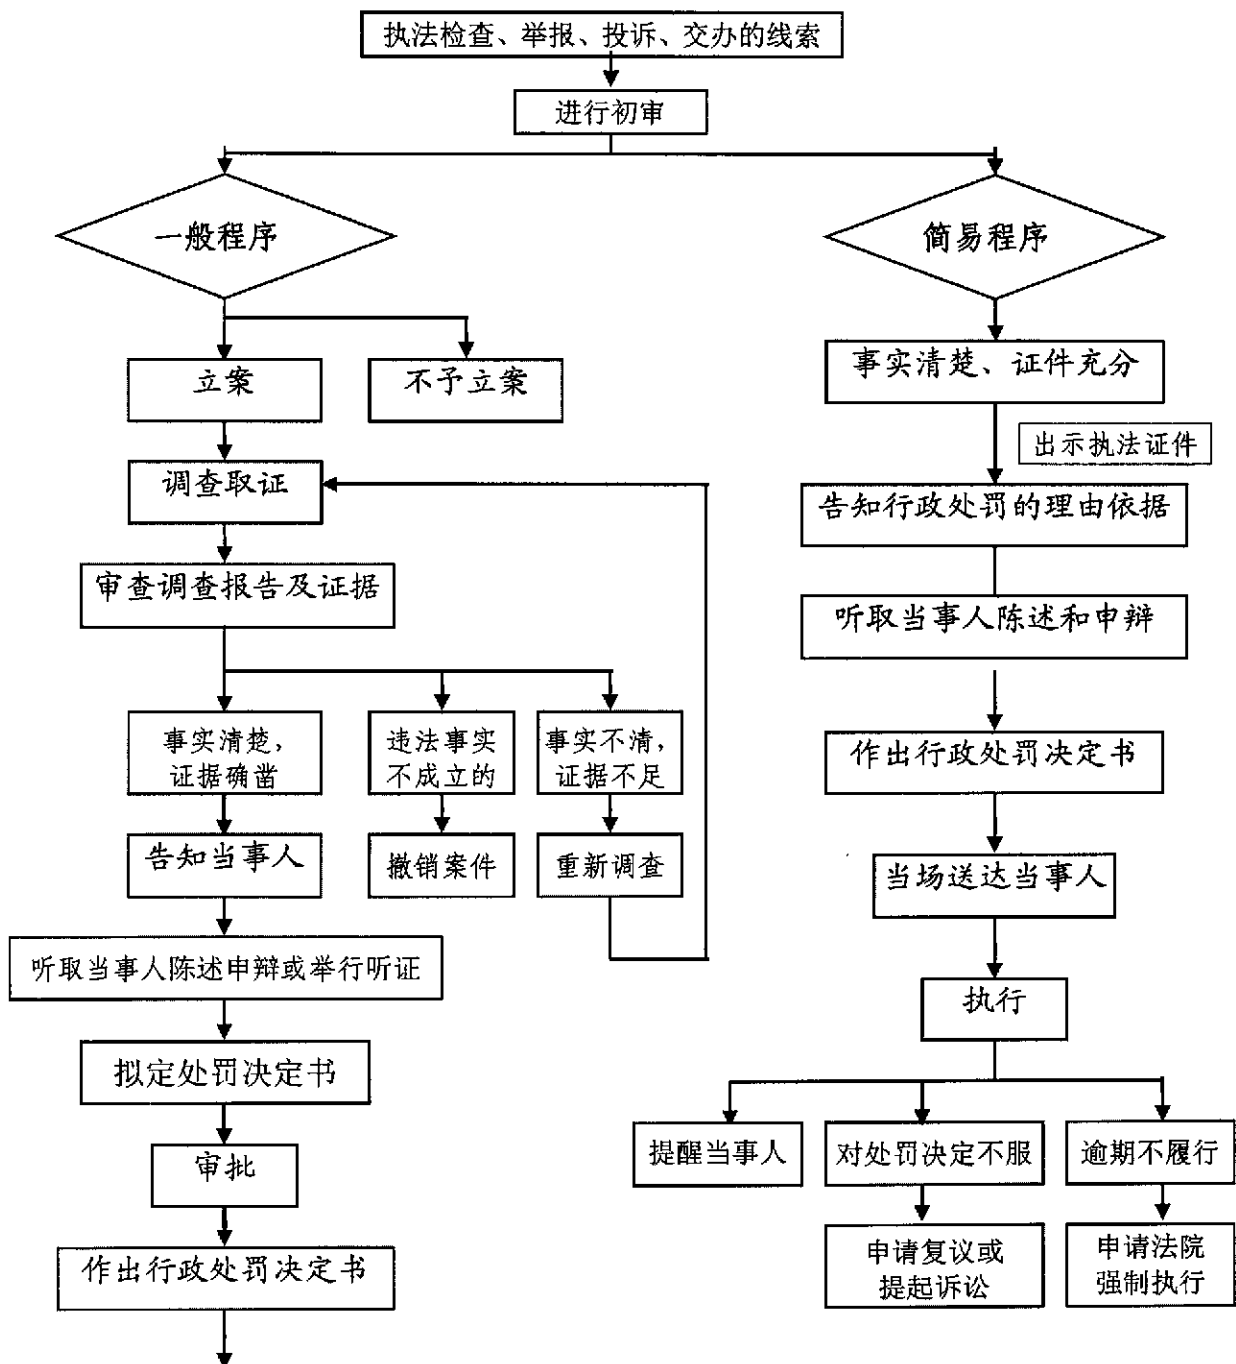 执法检查、举报、投诉、交办的线索
进行初审
一般程序
简易程序
立案
不予立案
事实清楚、证件充分
出示执法证件
调查取证
告知行政处罚的理由依据
审查调查报告及证据
听取当事人陈述和申辩
事实清楚，
证据确凿
违法事实
不成立的
事实不清，
证据不足
作出行政处罚决定书
告知当事人
撤销案件
重新调查
当场送达当事人
听取当事人陈述申辩或举行听证
执行
拟定处罚决定书
提醒当事人
对处罚决定不服
逾期不履行
审批
申请复议或
提起诉讼
申请法院
强制执行
作出行政处罚决定书